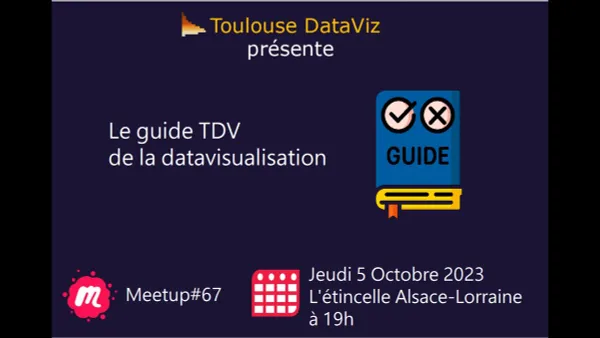 Toulouse DataViz
présente
Le guide TDV
de la datavisualisation
GUIDE
m
Meetup#67
Jeudi 5 Octobre 2023
L'étincelle Alsace-Lorraine
à 19h